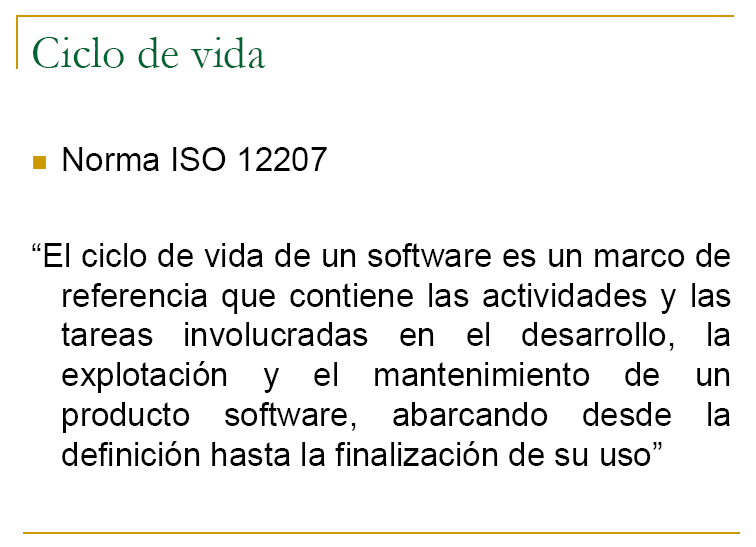 Ciclo de vida
Norma ISO 12207
“El ciclo de vida de un software es un marco de
referencia que contiene las actividades y las
tareas involucradas en el desarrollo, la
explotación y el mantenimiento de un
producto software, abarcando desde la
definición hasta la finalización de su uso”